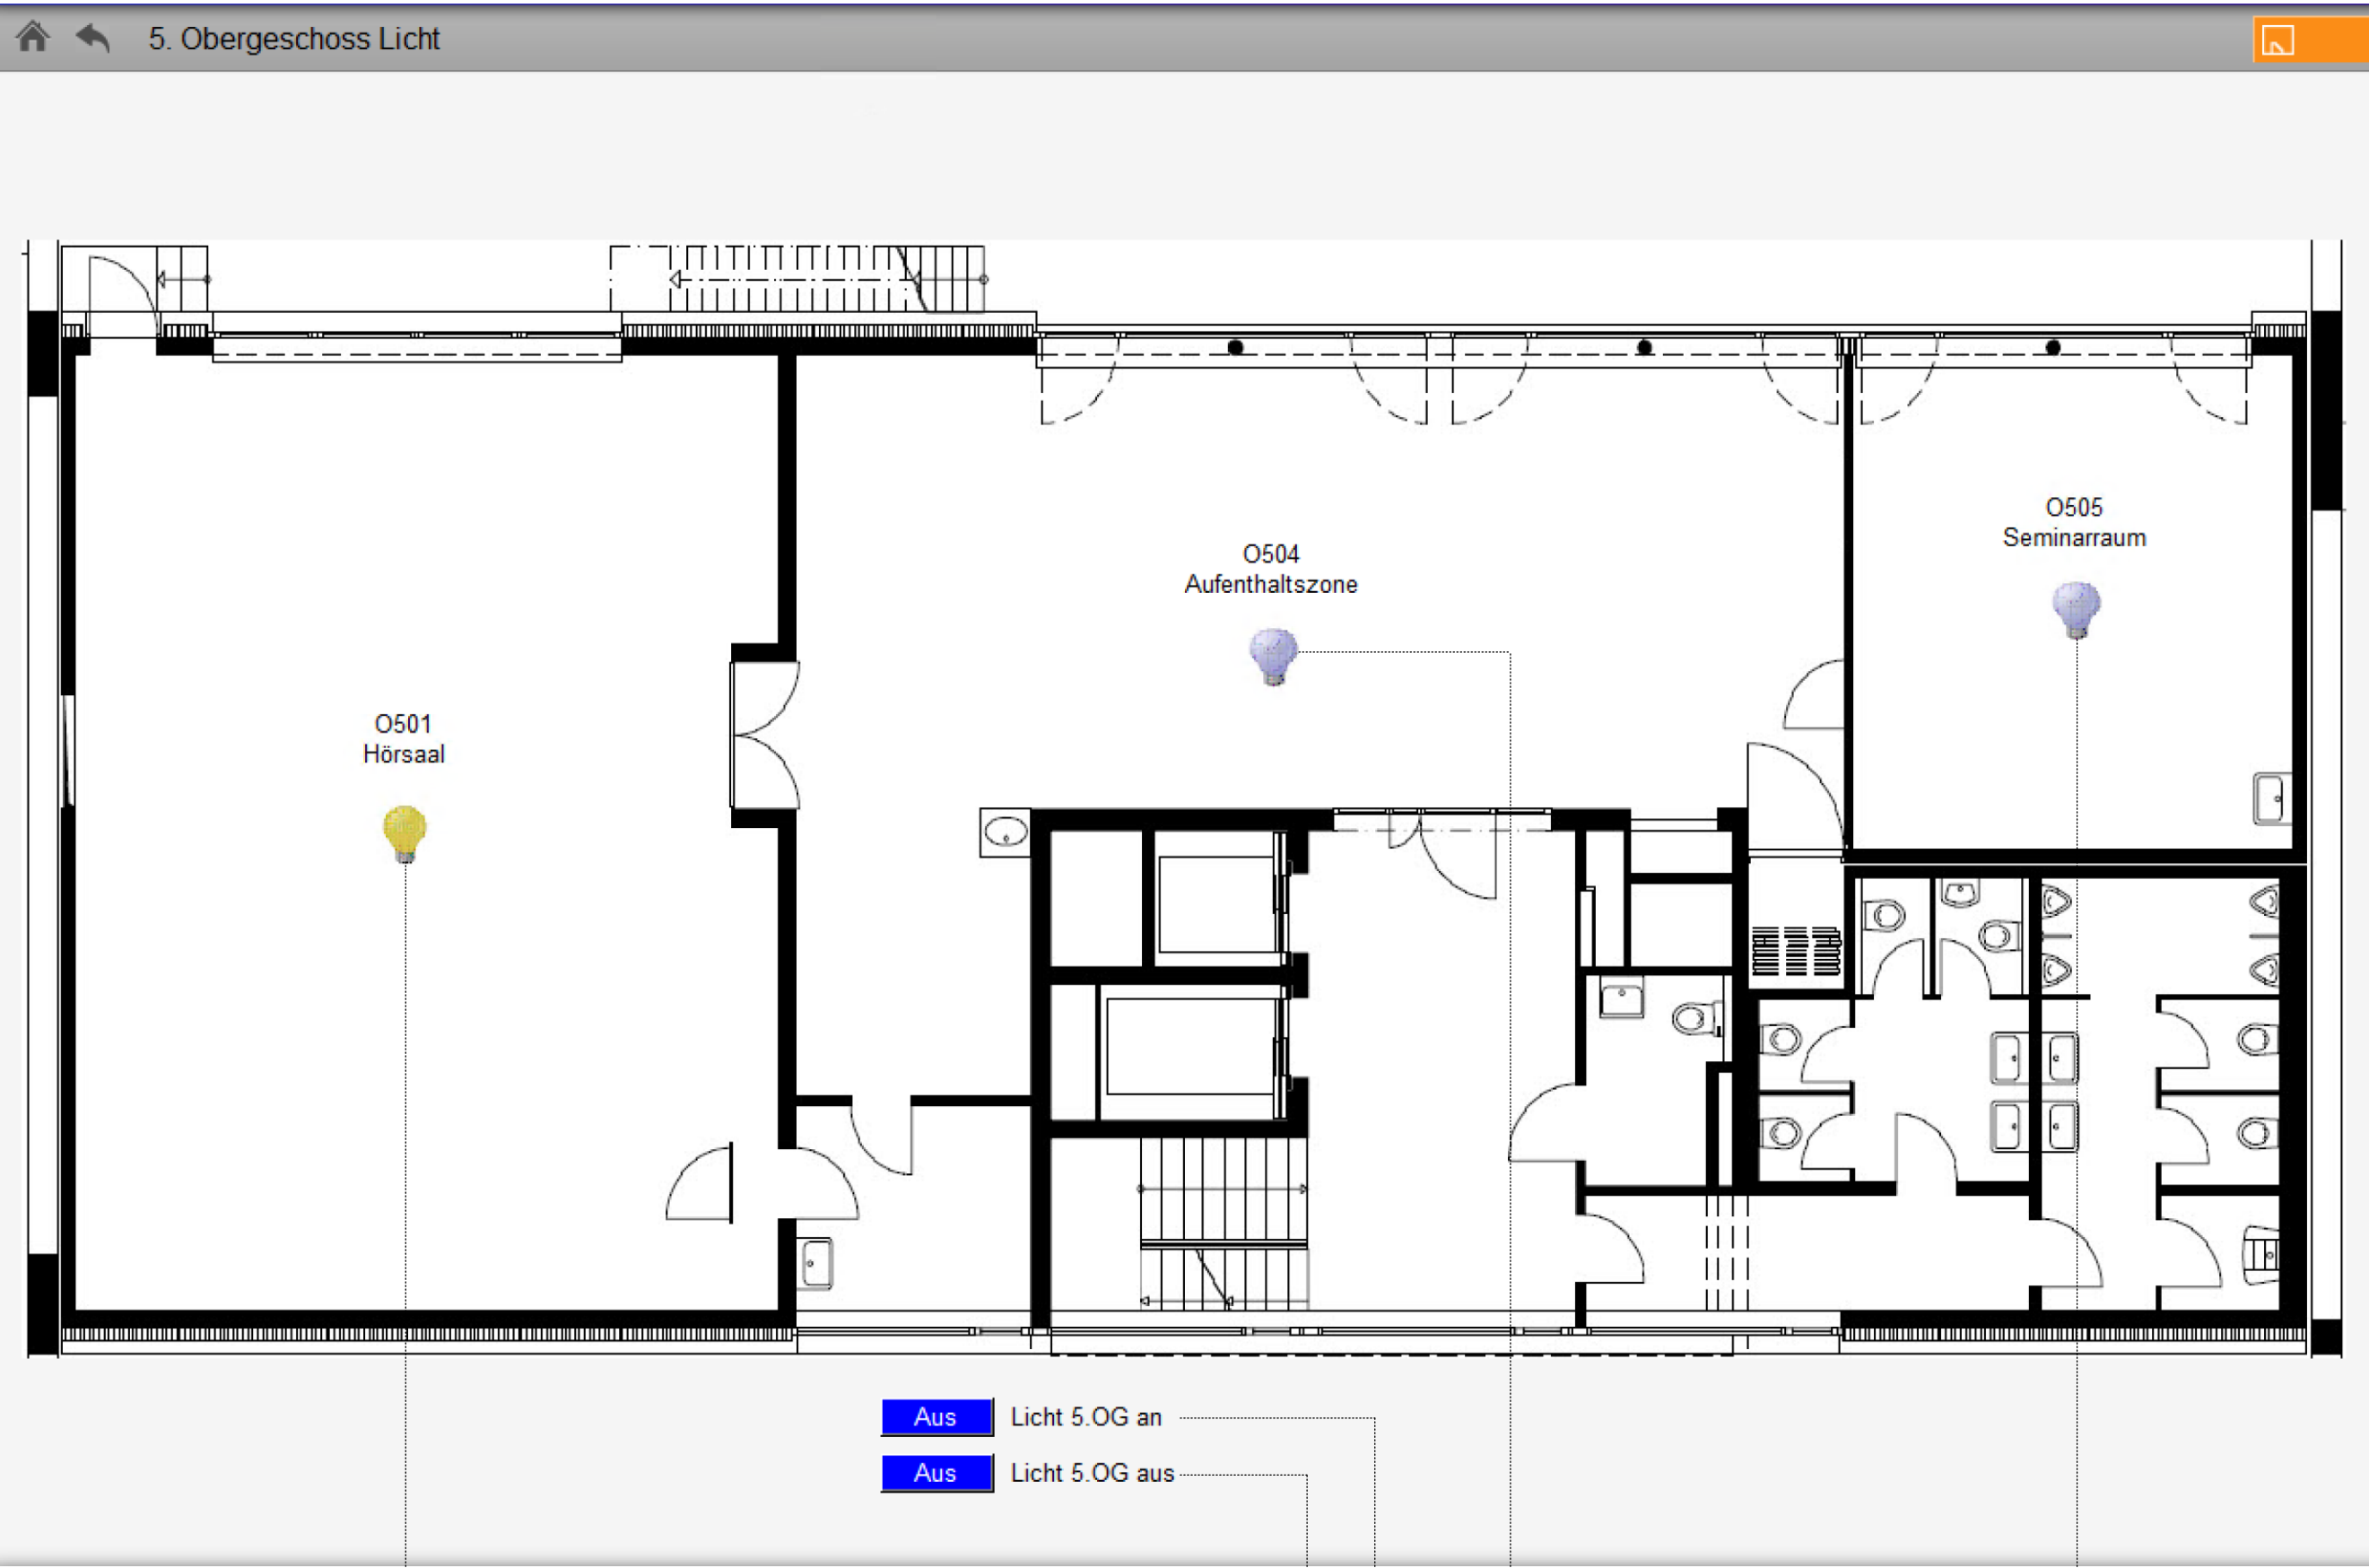 5. Obergeschoss Licht
O505
Seminarraum
O504
Aufenthaltszone
O501
Hörsaal
Aus Licht 5.OG an
Aus Licht 5.OG aus